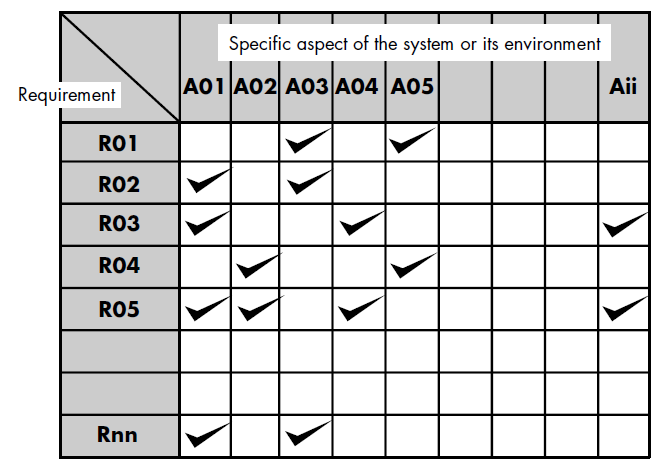 Specific aspect of the system or its environment
Requirement
A01 A02 A03 A04 A05 Aii
R01
R02
R03
R04
R05
Rnn